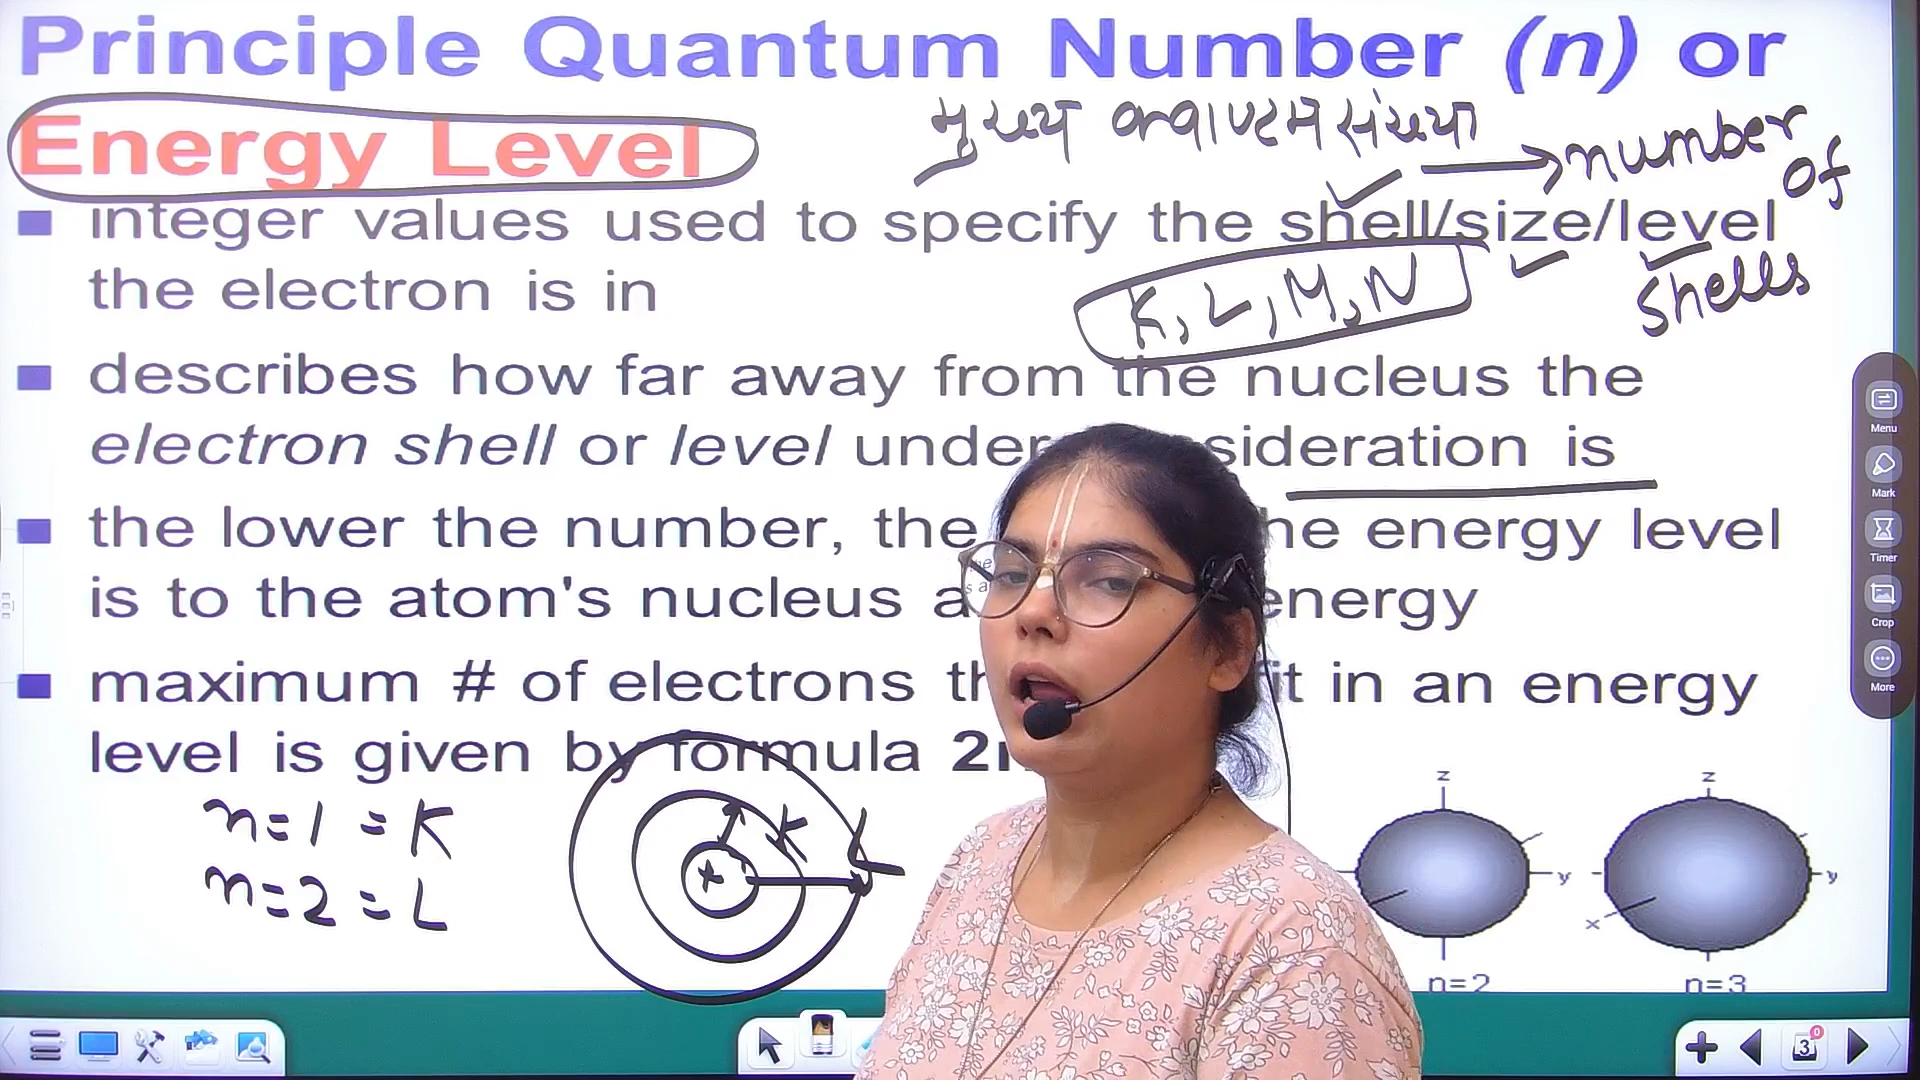 Principle Quantum Number (n) or
Energy Level
मुख्य क्वाण्टम संख्या
number
of
shells
integer values used to specify the shell/size/level
the electron is in
K, L, M, N
describes how far away from the nucleus the
electron shell or level under sideration is
the lower the number, the he energy level
is to the atom's nucleus a energy
maximum # of electrons th it in an energy
level is given by formula 2
n=1 = K
n=2 = L
+
K
L
z
y
n=2
z
y
x
n=3
Menu
Mark
Timer
Crop
More
3
0